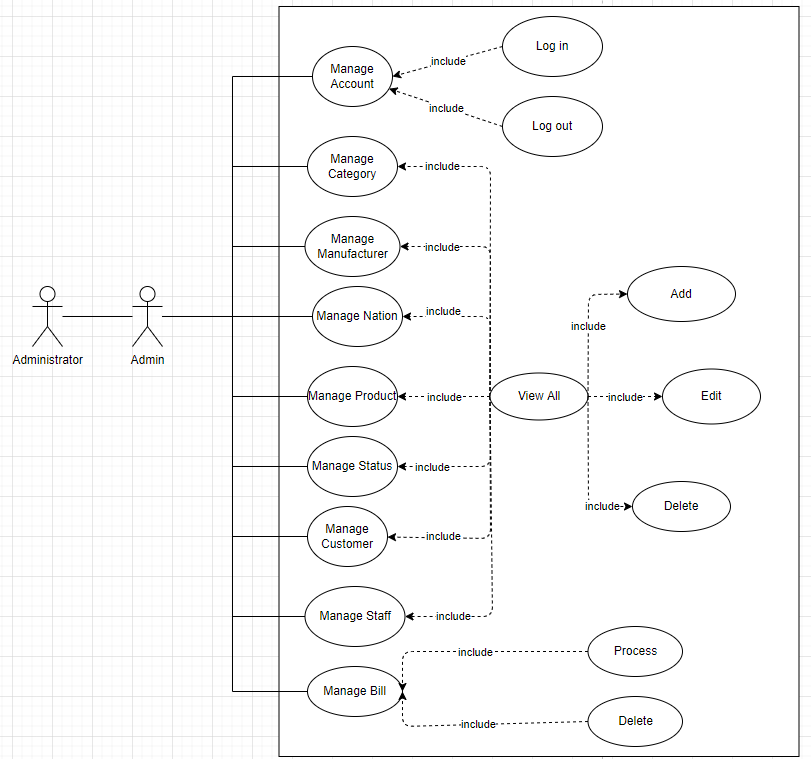 Log in
include
Manage
Account
include
Log out
Manage
Category
include
Manage
Manufacturer
include
Add
Manage Nation
include
include
Administrator
Admin
Manage Product
include
View All
include
Edit
Manage Status
include
include
Delete
Manage
Customer
include
Manage Staff
include
include
Process
Manage Bill
include
Delete